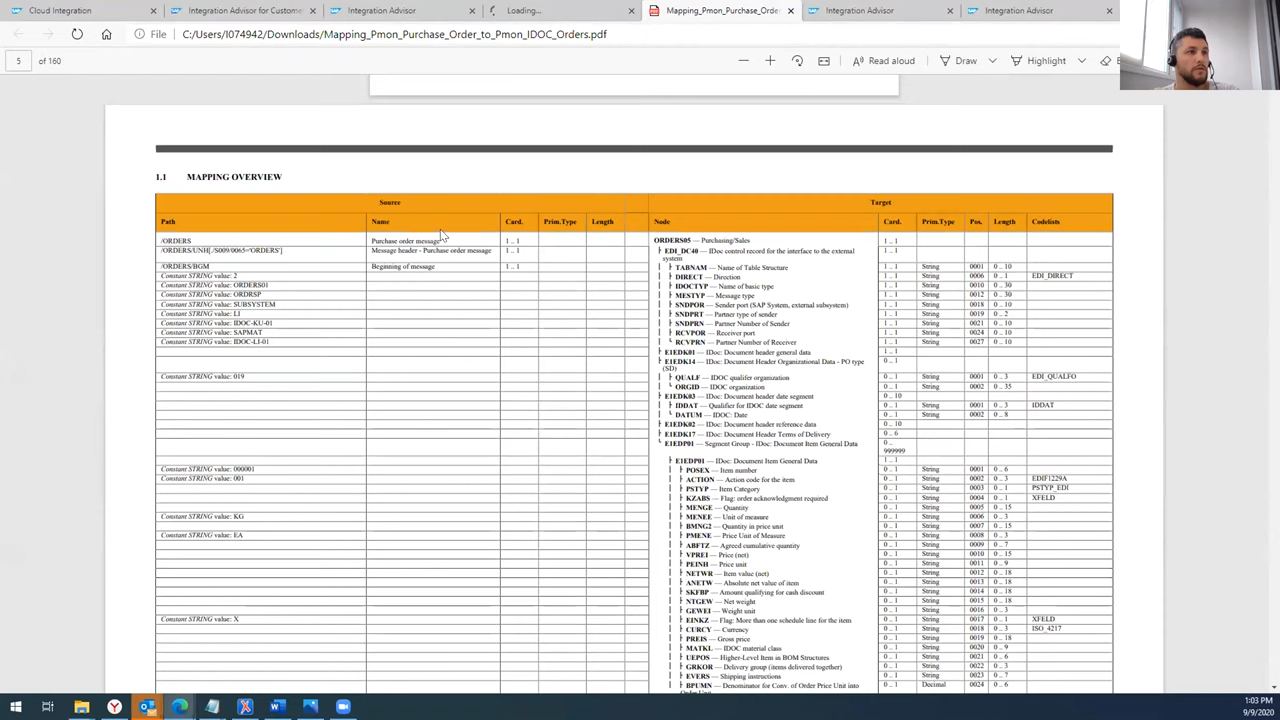 Cloud Integration
Integration Advisor for Custome
Integration Advisor
Loading...
Mapping_Pmon_Purchase_Orde
Integration Advisor
Integration Advisor
File
C:/Users/I074942/Downloads/Mapping_Pmon_Purchase_Order_to_Pmon_IDOC_Orders.pdf
5 of 160
Read aloud
Draw
Highlight
1.1 MAPPING OVERVIEW
Source Target
Path Name Card. Prim.Type Length Node Card. Prim.Type Pos. Length Codelists
/ORDERS Purchase order message 1 .. 1 ORDERS05 — Purchasing/Sales 1 .. 1
/ORDERS/UNH[./S009/0065='ORDERS'] Message header - Purchase order message 1 .. 1 EDI_DC40 — IDoc control record for the interface to the external 1 .. 1
system
/ORDERS/BGM Beginning of message 1 .. 1 TABNAM — Name of Table Structure 1 .. 1 String 0001 0 .. 10
Constant STRING value: 2 DIRECT — Direction 1 .. 1 String 0006 0 .. 1 EDI_DIRECT
Constant STRING value: ORDERS01 IDOCTYP — Name of basic type 1 .. 1 String 0010 0 .. 30
Constant STRING value: ORDRSP MESTYP — Message type 1 .. 1 String 0012 0 .. 30
Constant STRING value: SUBSYSTEM SNDPOR — Sender port (SAP System, external subsystem) 1 .. 1 String 0018 0 .. 10
Constant STRING value: LI SNDPRT — Partner type of sender 1 .. 1 String 0019 0 .. 2
Constant STRING value: IDOC-KU-01 SNDPRN — Partner Number of Sender 1 .. 1 String 0021 0 .. 10
Constant STRING value: SAPMAT RCVPOR — Receiver port 1 .. 1 String 0024 0 .. 10
Constant STRING value: IDOC-LI-01 RCVPRN — Partner Number of Receiver 1 .. 1 String 0027 0 .. 10
E1EDK01 — IDoc: Document header general data 1 .. 1
E1EDK14 — IDoc: Document Header Organizational Data - PO type 0 .. 1
(SD)
Constant STRING value: 019 QUALF — IDOC qualifer organization 0 .. 1 String 0001 0 .. 3 EDI_QUALFO
ORGID — IDOC organization 0 .. 1 String 0002 0 .. 35
E1EDK03 — IDoc: Document header date segment 0 .. 10
IDDAT — Qualifier for IDOC date segment 0 .. 1 String 0001 0 .. 3 IDDAT
DATUM — IDOC: Date 0 .. 1 String 0002 0 .. 8
E1EDK02 — IDoc: Document header reference data 0 .. 10
E1EDK17 — IDoc: Document Header Terms of Delivery 0 .. 6
E1EDP01 — Segment Group - IDoc: Document Item General Data 0 ..
999999
E1EDP01 — IDoc: Document Item General Data 1 .. 1
Constant STRING value: 000001 POSEX — Item number 0 .. 1 String 0001 0 .. 6
Constant STRING value: 001 ACTION — Action code for the item 0 .. 1 String 0002 0 .. 3 EDIF1229A
PSTYP — Item Category 0 .. 1 String 0003 0 .. 1 PSTYP_EDI
KZABS — Flag: order acknowledgment required 0 .. 1 String 0004 0 .. 1 XFELD
MENGE — Quantity 0 .. 1 String 0005 0 .. 15
Constant STRING value: KG MENEE — Unit of measure 0 .. 1 String 0006 0 .. 3
BMNG2 — Quantity in price unit 0 .. 1 String 0007 0 .. 15
Constant STRING value: EA PMENE — Price Unit of Measure 0 .. 1 String 0008 0 .. 3
ABFTZ — Agreed cumulative quantity 0 .. 1 String 0009 0 .. 7
VPREI — Price (net) 0 .. 1 String 0010 0 .. 15
PEINH — Price unit 0 .. 1 String 0011 0 .. 9
NETWR — Item value (net) 0 .. 1 String 0012 0 .. 18
ANETW — Absolute net value of item 0 .. 1 String 0013 0 .. 18
SKFBP — Amount qualifying for cash discount 0 .. 1 String 0014 0 .. 18
NTGEW — Net weight 0 .. 1 String 0015 0 .. 18
GEWEI — Weight unit 0 .. 1 String 0016 0 .. 3
Constant STRING value: X EINKZ — Flag: More than one schedule line for the item 0 .. 1 String 0017 0 .. 1 XFELD
CURCY — Currency 0 .. 1 String 0018 0 .. 3 ISO_4217
PREIS — Gross price 0 .. 1 String 0019 0 .. 18
MATKL — IDOC material class 0 .. 1 String 0020 0 .. 9
UEPOS — Higher-Level Item in BOM Structures 0 .. 1 String 0021 0 .. 6
GRKOR — Delivery group (items delivered together) 0 .. 1 String 0022 0 .. 3
EVERS — Shipping instructions 0 .. 1 String 0023 0 .. 7
BPUMN — Denominator for Conv. of Order Price Unit into 0 .. 1 Decimal 0024 0 .. 6
1:03 PM
9/9/2020